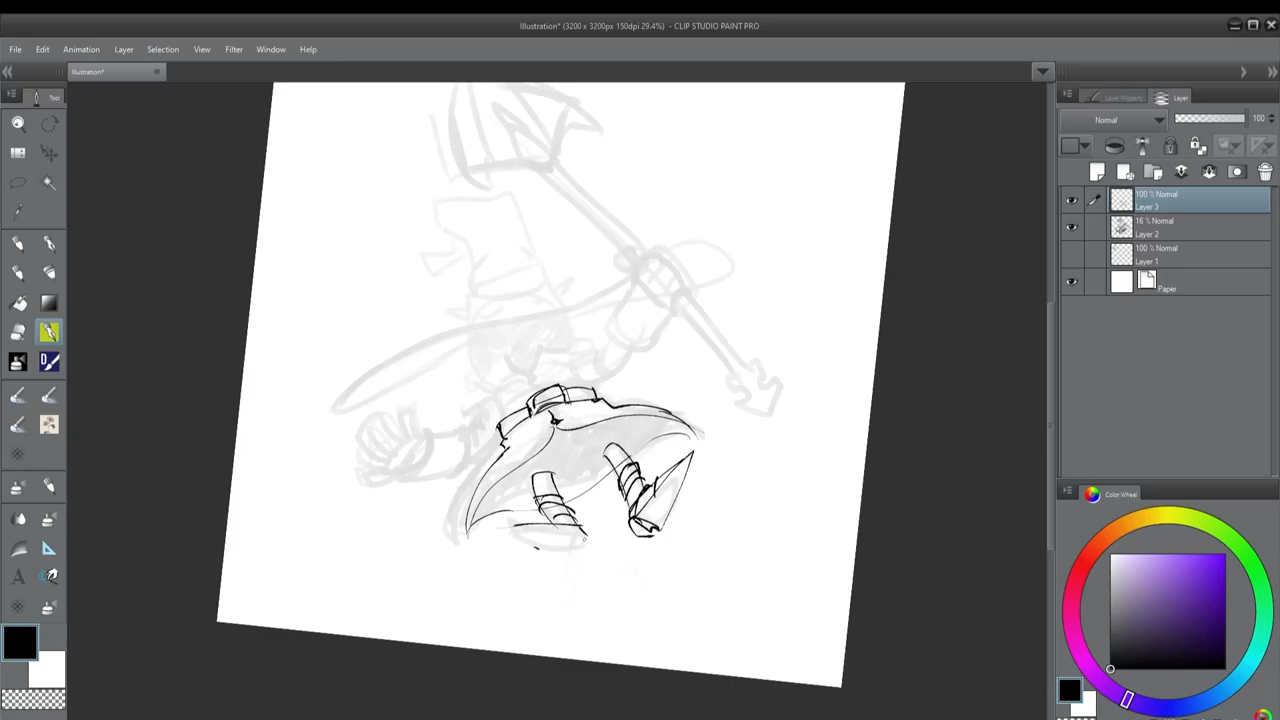 Illustration* (3200 x 3200px 150dpi 29.4%) - CLIP STUDIO PAINT PRO
File Edit Animation Layer Selection View Filter Window Help
Illustration*
Tool
Layer Property Layer
Normal 100
100 % Normal
Layer 3
16 % Normal
Layer 2
100 % Normal
Layer 1
Paper
Color Wheel